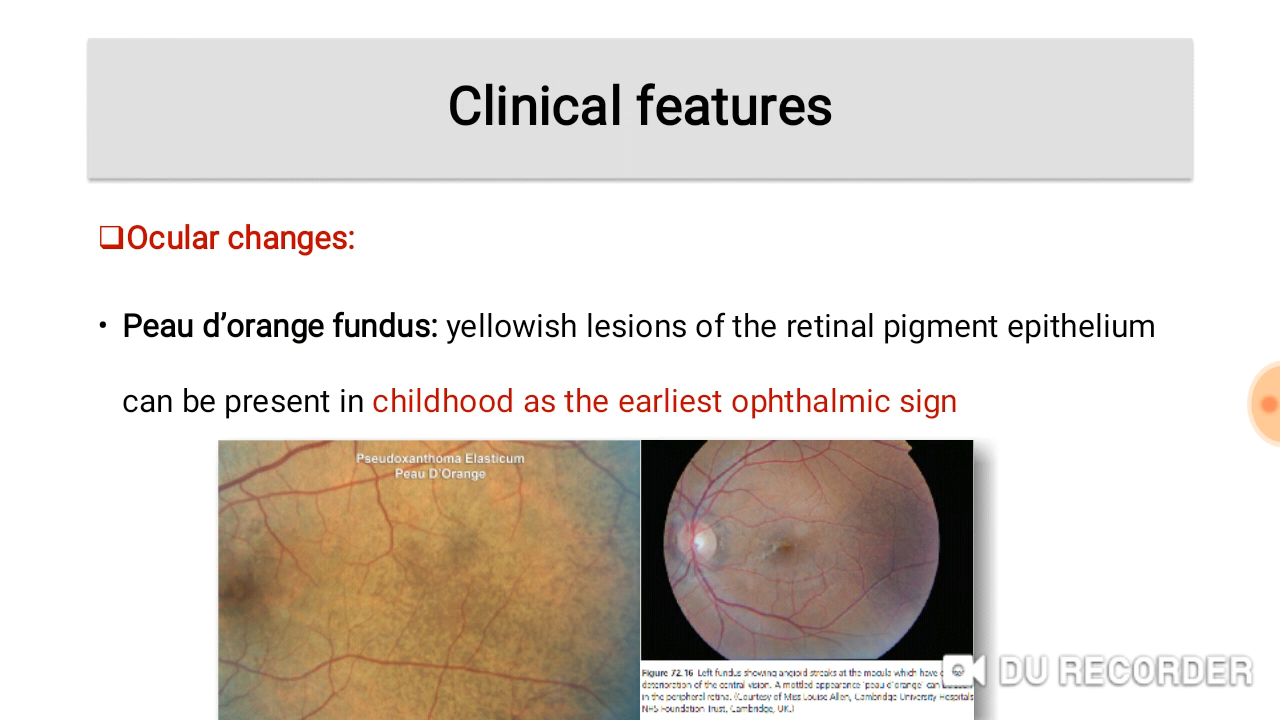 Clinical features
❑Ocular changes:
• Peau d’orange fundus: yellowish lesions of the retinal pigment epithelium
can be present in childhood as the earliest ophthalmic sign
Pseudoxanthoma Elasticum
Peau D'Orange
Figure 72.16 Left fundus showing angioid streaks at the macula which have
deterioration of the central vision. A mottled appearance 'peau d'orange' can
in the peripheral retina. (Courtesy of Miss Louise Allen, Cambridge University Hospitals
NHS Foundation Trust, Cambridge, UK.)
DU RECORDER